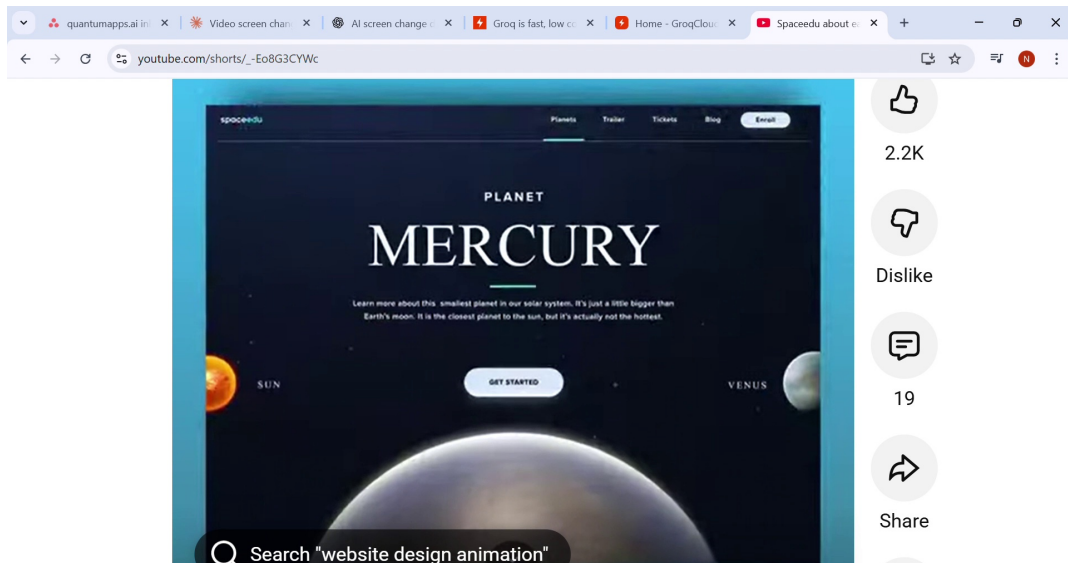 quantumapps.ai in
Video screen chan
AI screen change d
Groq is fast, low co
Home - GroqCloud
Spaceedu about ea
youtube.com/shorts/_-Eo8G3CYWc
N
spaceedu
Planets
Trailer
Tickets
Blog
Enroll
PLANET
MERCURY
Learn more about this smallest planet in our solar system. It's just a little bigger than
Earth's moon. It is the closest planet to the sun, but it's actually not the hottest.
SUN
GET STARTED
VENUS
2.2K
Dislike
19
Share
Search "website design animation"